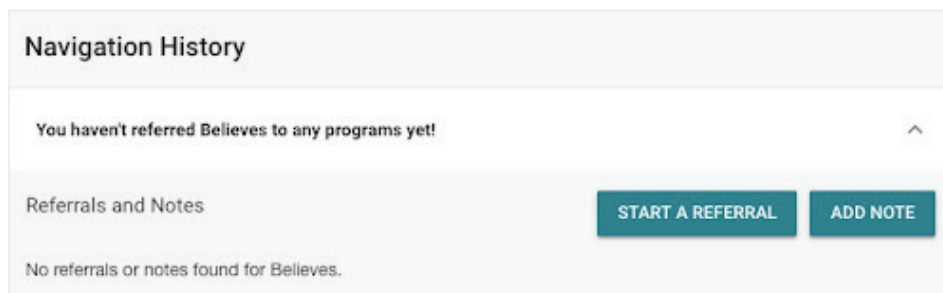 Navigation History
You haven't referred Believes to any programs yet!
Referrals and Notes
START A REFERRAL
ADD NOTE
No referrals or notes found for Believes.